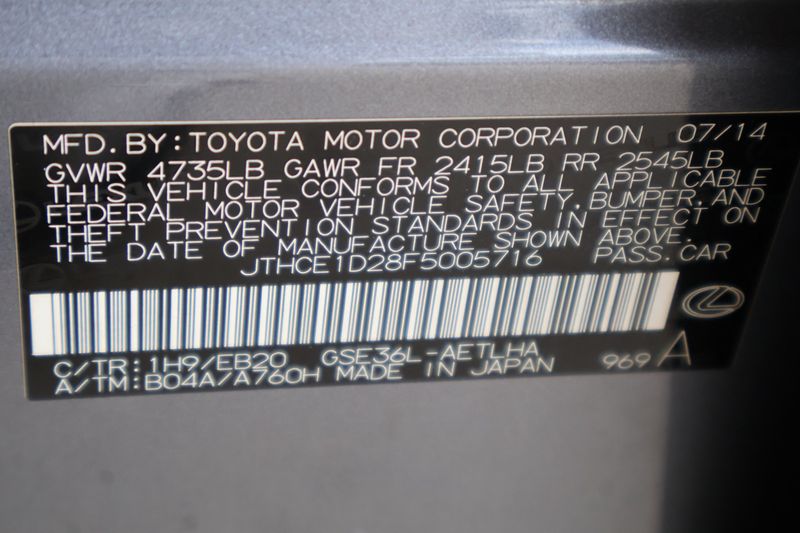 MFD. BY: TOYOTA MOTOR CORPORATION 07/14
GVWR 4735LB GAWR FR 2415LB RR 2545LB
THIS VEHICLE CONFORMS TO ALL APPLICABLE
FEDERAL MOTOR VEHICLE SAFETY, BUMPER, AND
THEFT PREVENTION STANDARDS IN EFFECT ON
THE DATE OF MANUFACTURE SHOWN ABOVE.
JTHCE1D28F5005716 PASS. CAR
C/TR: 1H9/EB20 GSE36L-AETLHA
A/TM: B04A/A760H MADE IN JAPAN 969 A